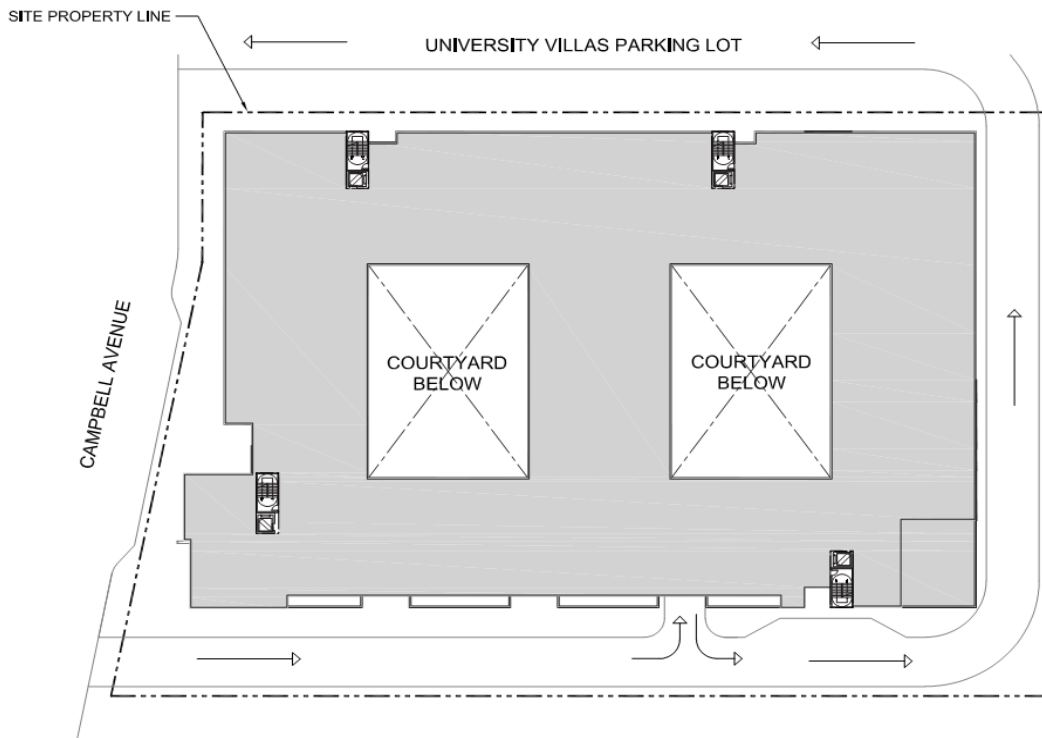 SITE PROPERTY LINE
UNIVERSITY VILLAS PARKING LOT
CAMPBELL AVENUE
COURTYARD
BELOW
COURTYARD
BELOW